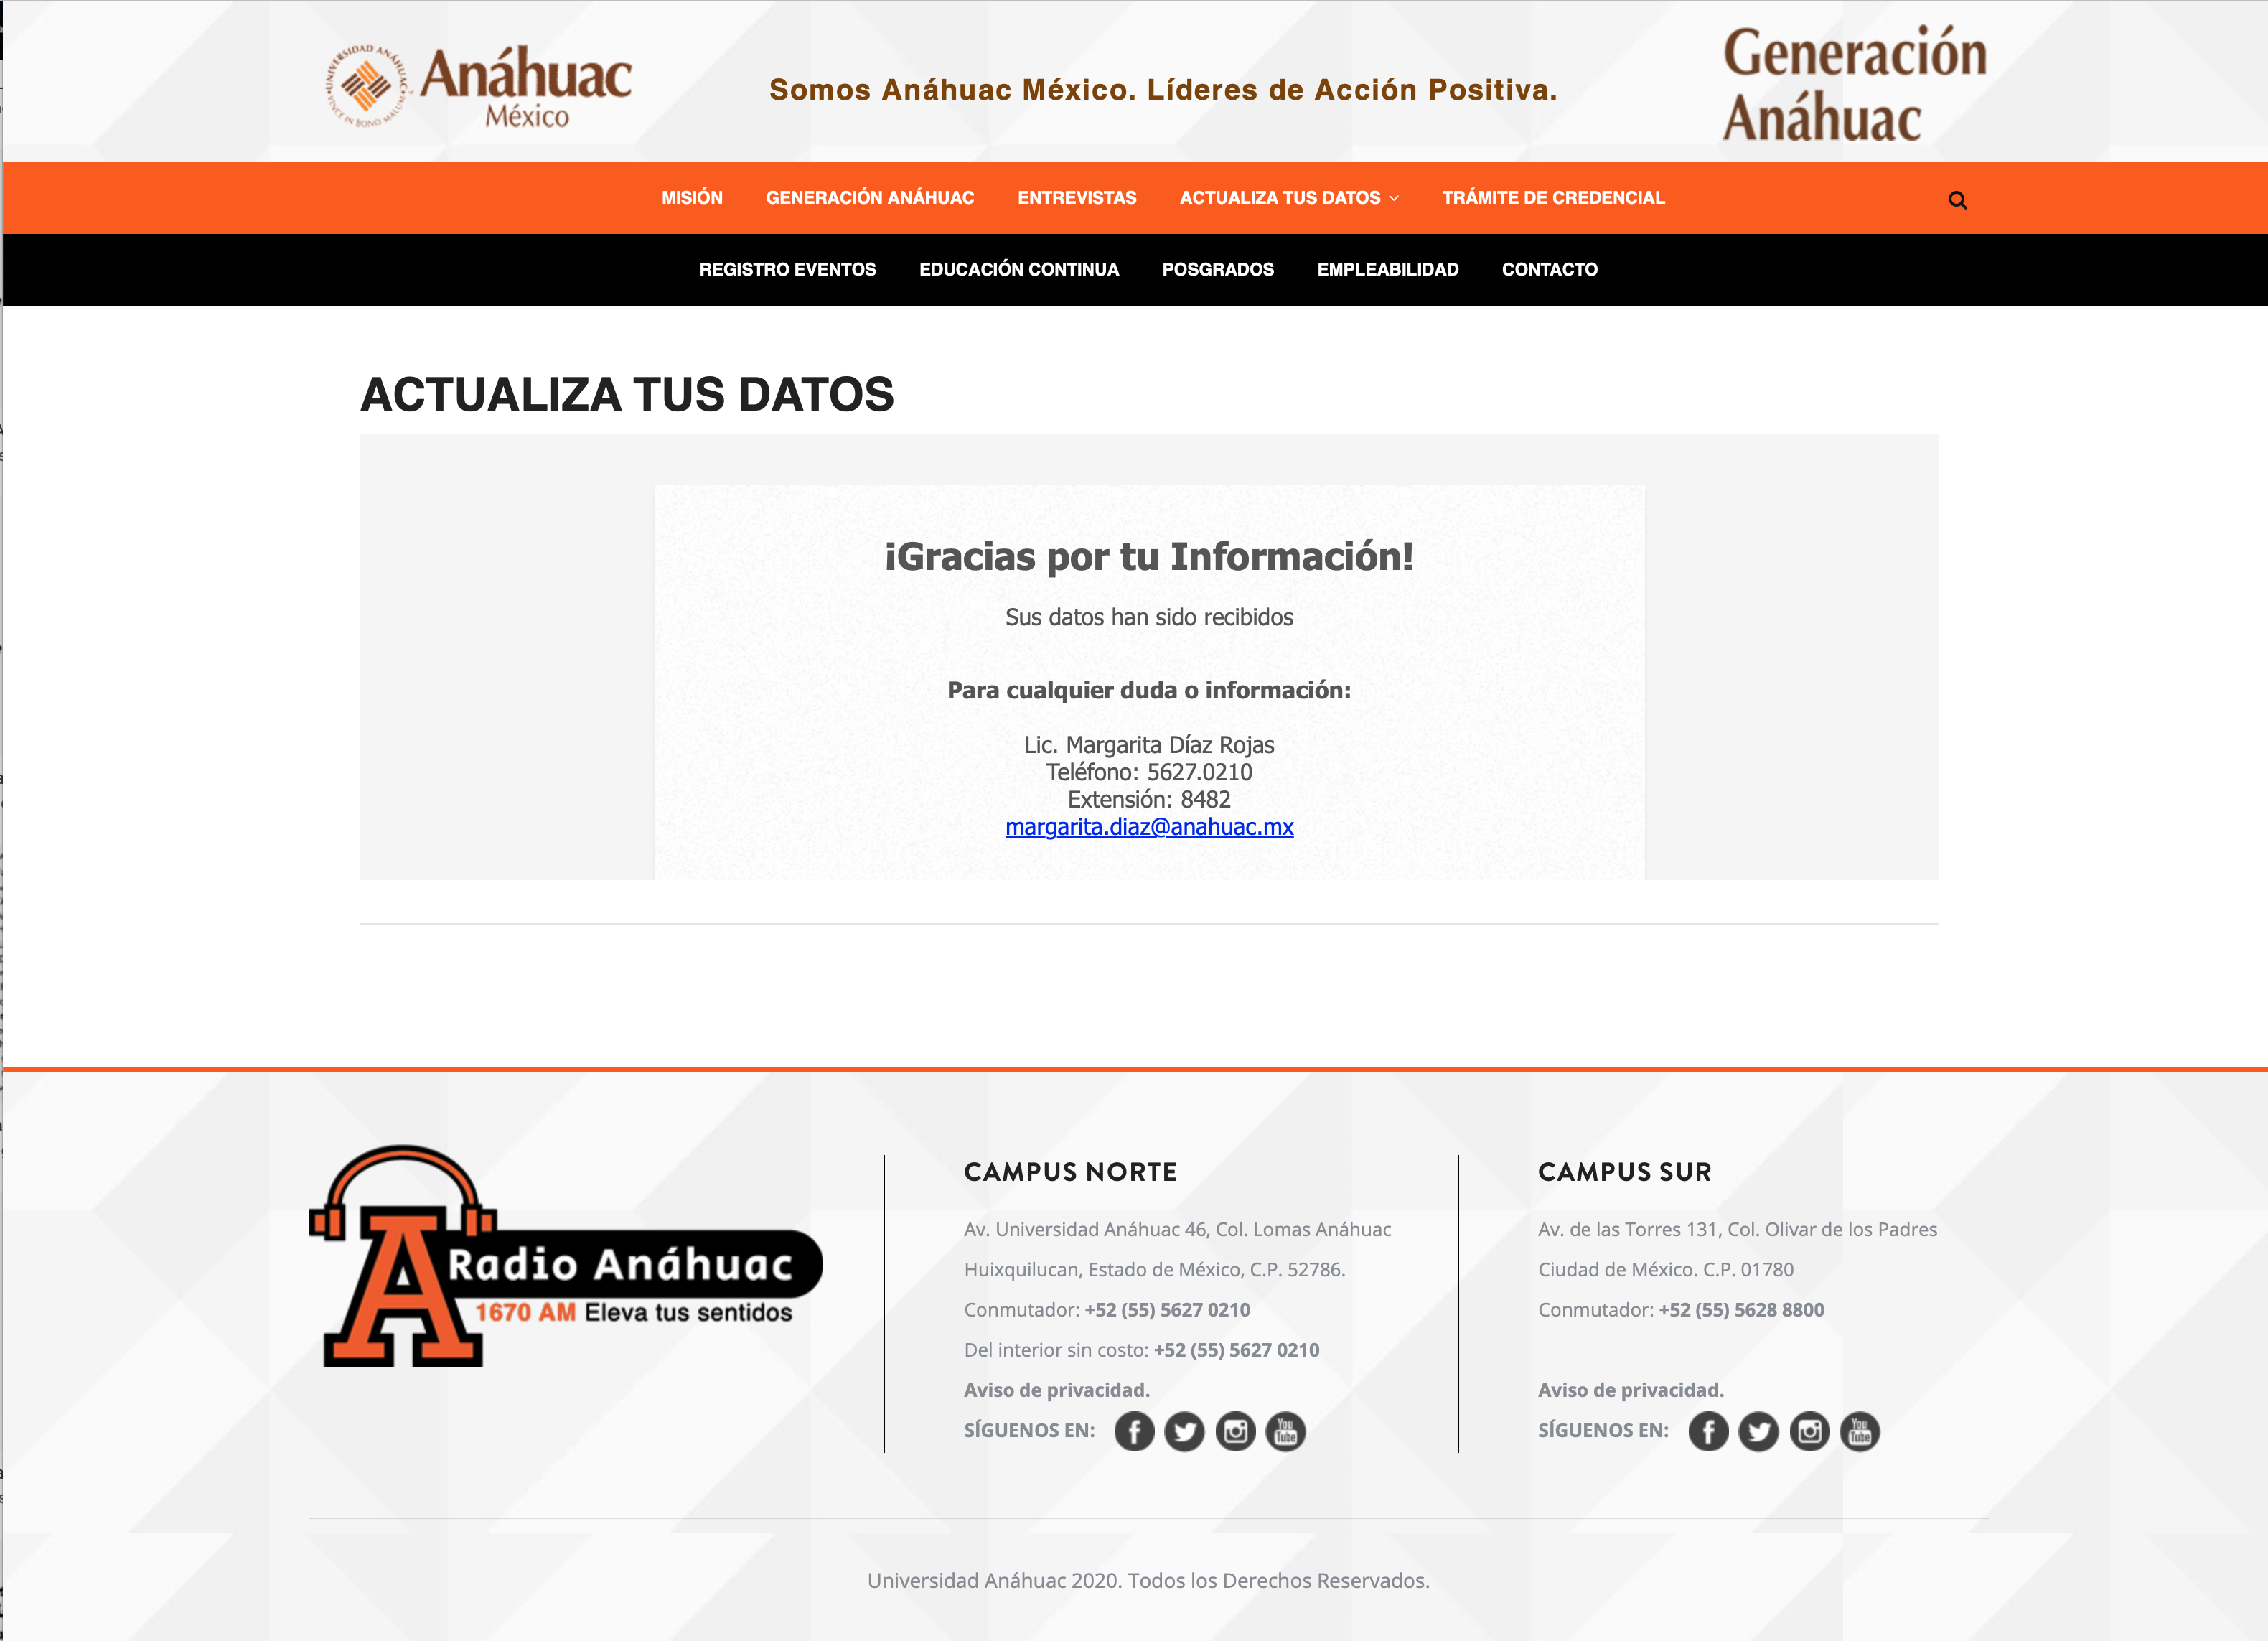 UNIVERSIDAD ANÁHUAC
VINCE IN BONO MALUM
Anáhuac
México
Somos Anáhuac México. Líderes de Acción Positiva.
Generación
Anáhuac
MISIÓN GENERACIÓN ANÁHUAC ENTREVISTAS ACTUALIZA TUS DATOS TRÁMITE DE CREDENCIAL
REGISTRO EVENTOS EDUCACIÓN CONTINUA POSGRADOS EMPLEABILIDAD CONTACTO
ACTUALIZA TUS DATOS
¡Gracias por tu Información!
Sus datos han sido recibidos
Para cualquier duda o información:
Lic. Margarita Díaz Rojas
Teléfono: 5627.0210
Extensión: 8482
margarita.diaz@anahuac.mx
A
Radio Anáhuac
1670 AM Eleva tus sentidos
CAMPUS NORTE
Av. Universidad Anáhuac 46, Col. Lomas Anáhuac
Huixquilucan, Estado de México, C.P. 52786.
Conmutador: +52 (55) 5627 0210
Del interior sin costo: +52 (55) 5627 0210
Aviso de privacidad.
SÍGUENOS EN:
You
Tube
CAMPUS SUR
Av. de las Torres 131, Col. Olivar de los Padres
Ciudad de México. C.P. 01780
Conmutador: +52 (55) 5628 8800
Aviso de privacidad.
SÍGUENOS EN:
You
Tube
Universidad Anáhuac 2020. Todos los Derechos Reservados.